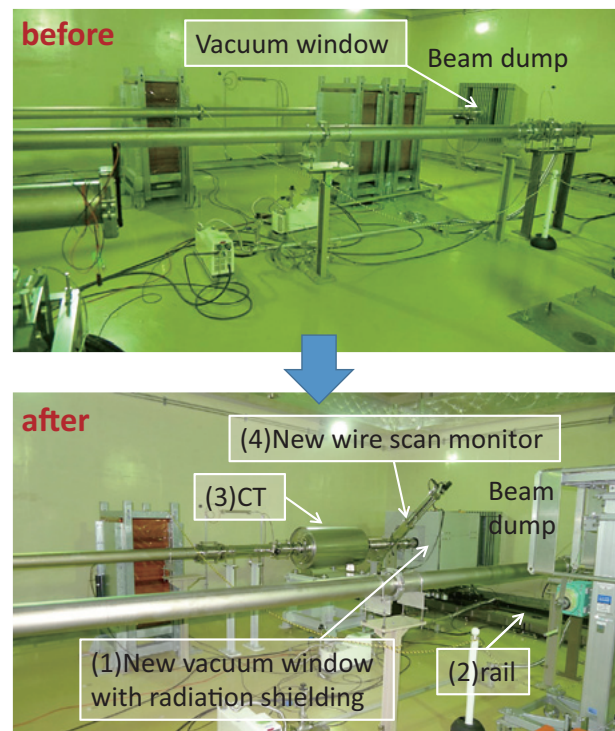 before
Vacuum window
Beam dump
after
(4)New wire scan monitor
(3)CT
Beam
dump
(1)New vacuum window
with radiation shielding
(2)rail